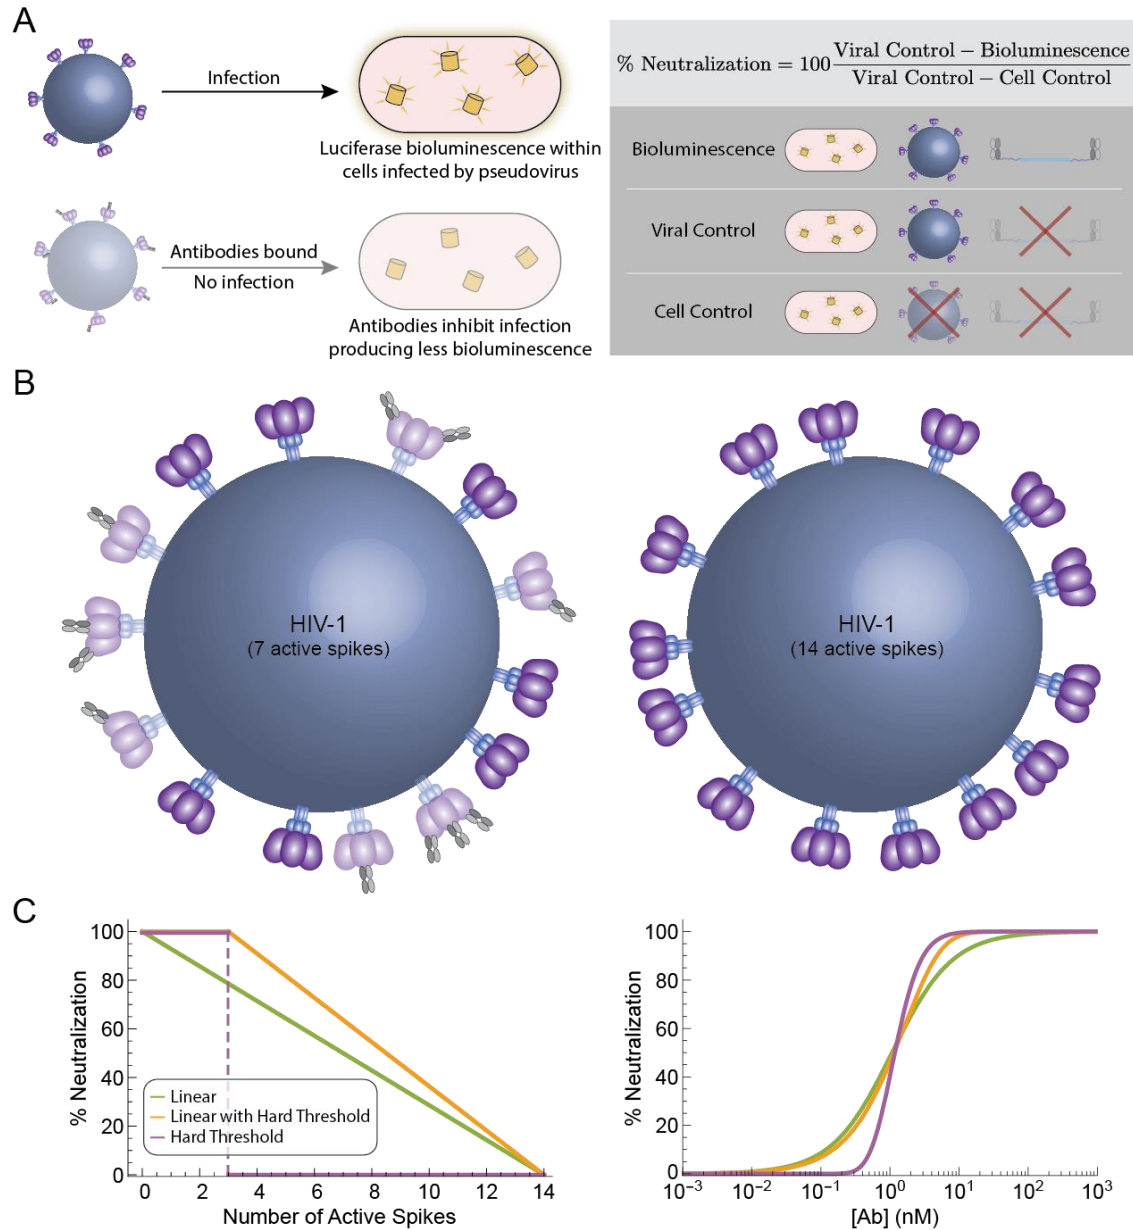 A
Infection
Luciferase bioluminescence within
cells infected by pseudovirus
Antibodies bound
No infection
Antibodies inhibit infection
producing less bioluminescence
% Neutralization = 100 Viral Control − Bioluminescence
Viral Control − Cell Control
Bioluminescence
Viral Control
Cell Control
B
HIV-1
(7 active spikes)
HIV-1
(14 active spikes)
C
% Neutralization
100
80
60
40
20
0
Linear
Linear with Hard Threshold
Hard Threshold
0 2 4 6 8 10 12 14
Number of Active Spikes
% Neutralization
100
80
60
40
20
0
10⁻³ 10⁻² 10⁻¹ 10⁰ 10¹ 10² 10³
[Ab] (nM)